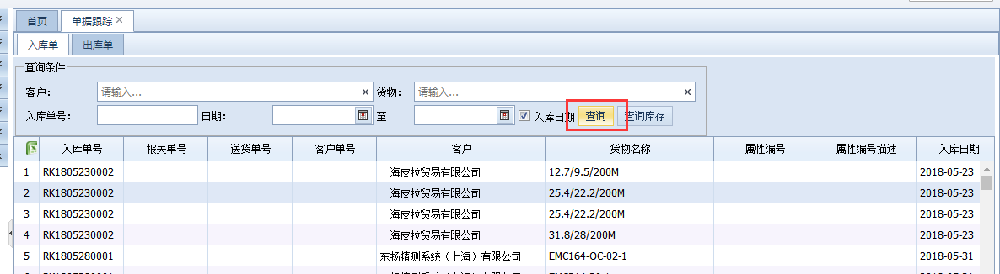 首页 单据跟踪
入库单 出库单
查询条件
客户： 请输入... 货物： 请输入...
入库单号： 日期： 至 入库日期 查询 查询库存
入库单号 报关单号 送货单号 客户单号 客户 货物名称 属性编号 属性编号描述 入库日期
1 RK1805230002 上海皮拉贸易有限公司 12.7/9.5/200M 2018-05-23
2 RK1805230002 上海皮拉贸易有限公司 25.4/22.2/200M 2018-05-23
3 RK1805230002 上海皮拉贸易有限公司 25.4/22.2/200M 2018-05-23
4 RK1805230002 上海皮拉贸易有限公司 31.8/28/200M 2018-05-23
5 RK1805280001 东扬精测系统（上海）有限公司 EMC164-OC-02-1 2018-05-31